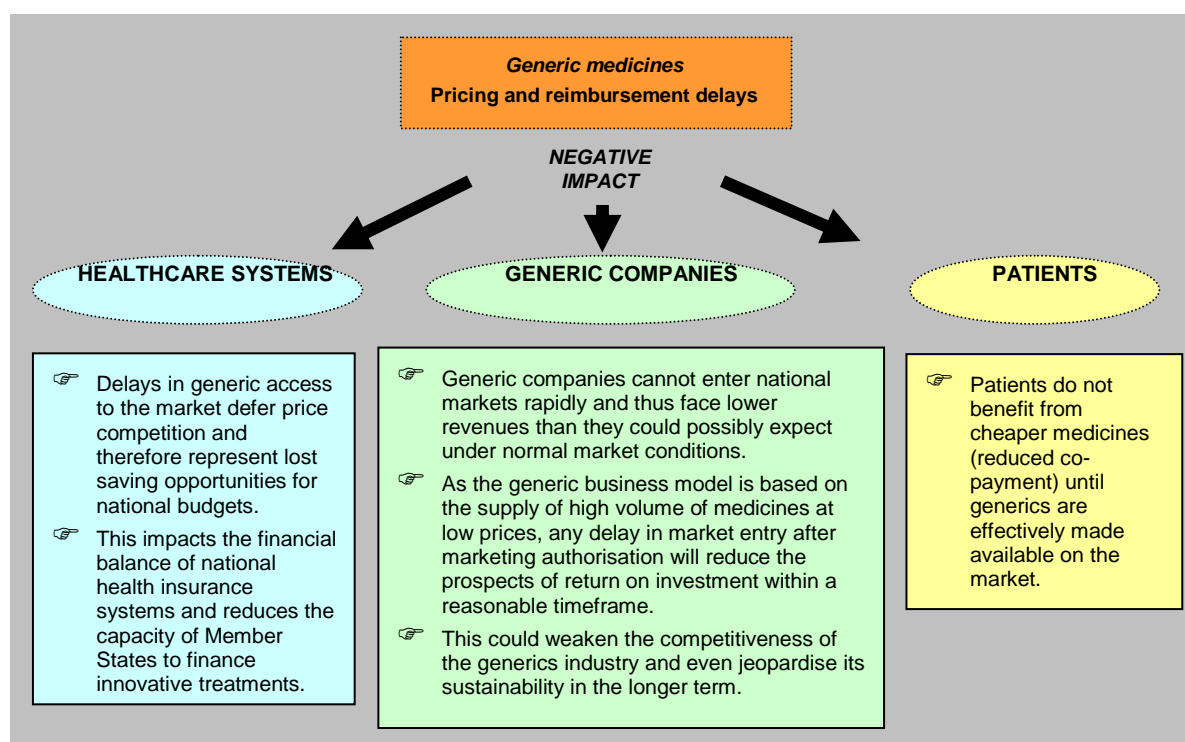 Generic medicines
Pricing and reimbursement delays
NEGATIVE
IMPACT
HEALTHCARE SYSTEMS
GENERIC COMPANIES
PATIENTS
☞ Delays in generic access
to the market defer price
competition and
therefore represent lost
saving opportunities for
national budgets.
☞ This impacts the financial
balance of national
health insurance
systems and reduces the
capacity of Member
States to finance
innovative treatments.
☞ Generic companies cannot enter national
markets rapidly and thus face lower
revenues than they could possibly expect
under normal market conditions.
☞ As the generic business model is based on
the supply of high volume of medicines at
low prices, any delay in market entry after
marketing authorisation will reduce the
prospects of return on investment within a
reasonable timeframe.
☞ This could weaken the competitiveness of
the generics industry and even jeopardise its
sustainability in the longer term.
☞ Patients do not
benefit from
cheaper medicines
(reduced co-
payment) until
generics are
effectively made
available on the
market.